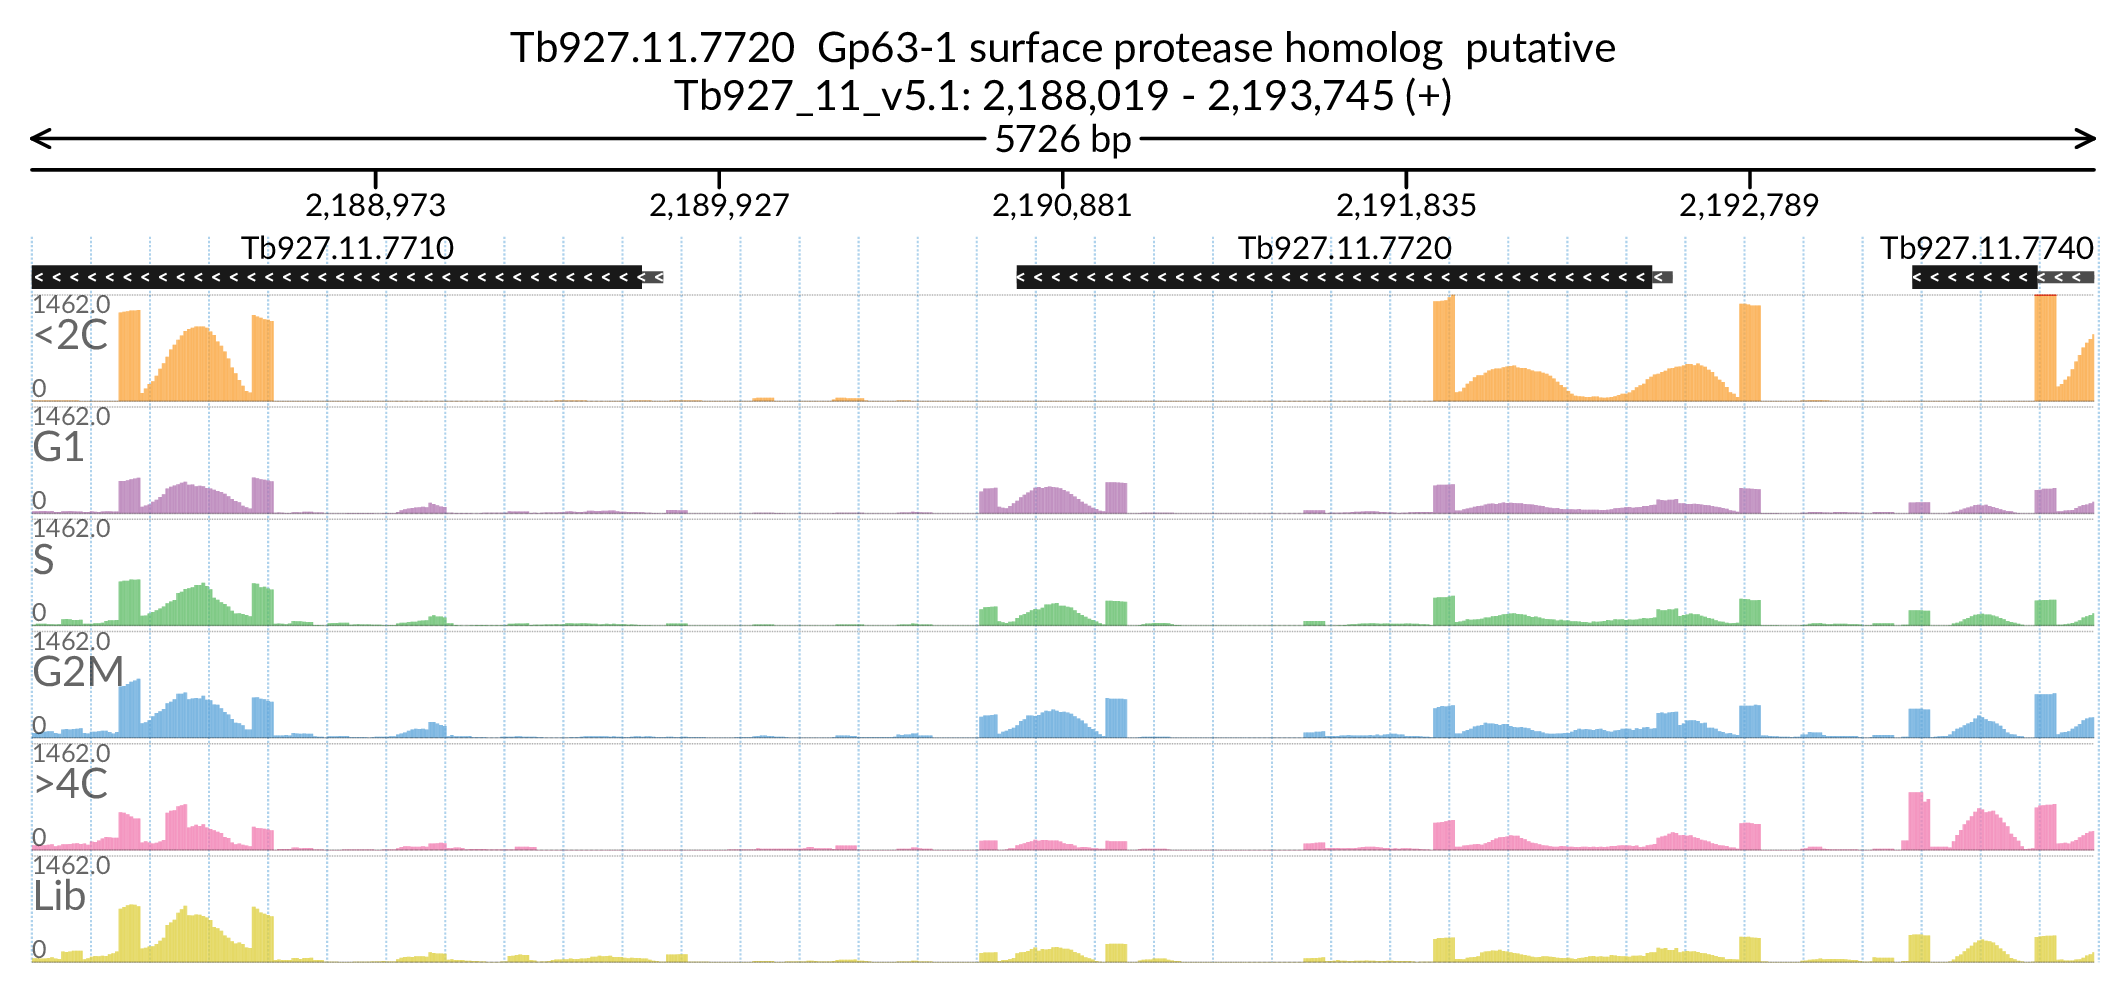 Tb927.11.7720  Gp63-1 surface protease homolog  putative
Tb927_11_v5.1: 2,188,019 - 2,193,745 (+)
5726 bp
2,188,973 2,189,927 2,190,881 2,191,835 2,192,789
Tb927.11.7710 Tb927.11.7720 Tb927.11.7740
1462.0
<2C
0
1462.0
G1
0
1462.0
S
0
1462.0
G2M
0
1462.0
>4C
0
1462.0
Lib
0